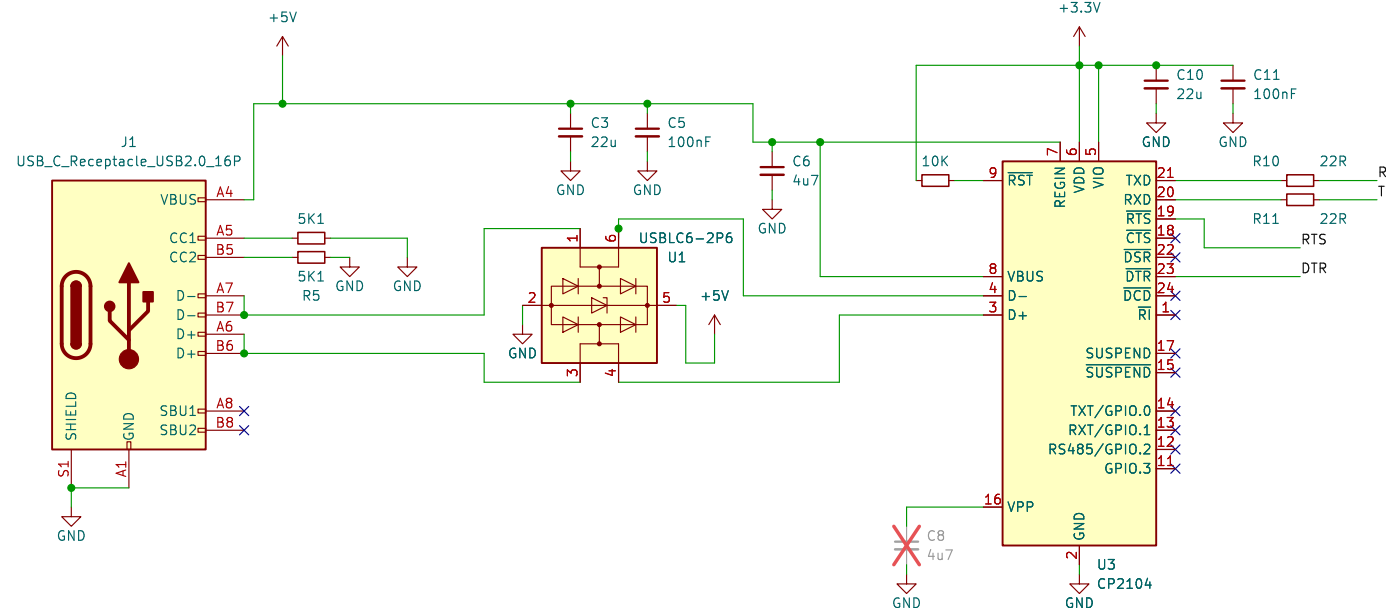 +5V
+3.3V
J1
USB_C_Receptacle_USB2.0_16P
VBUS A4
CC1 A5
CC2 B5
D- A7
D- B7
D+ A6
D+ B6
SBU1 A8
SBU2 B8
SHIELD
GND
S1
A1
GND
5K1
5K1
R5
GND
GND
C3
22u
GND
C5
100nF
GND
C6
4u7
GND
USBLC6-2P6
U1
1
6
2
5
3
4
GND
+5V
10K
C10
22u
GND
C11
100nF
GND
7
6
5
REGIN
VDD
VIO
9 RST
8 VBUS
4 D-
3 D+
16 VPP
TXD 21
RXD 20
RTS 19
CTS 18
DSR 22
DTR 23
DCD 24
RI 1
SUSPEND 17
SUSPEND 15
TXT/GPIO.0 14
RXT/GPIO.1 13
RS485/GPIO.2 12
GPIO.3 11
GND
2
U3
CP2104
GND
C8
4u7
GND
R10 22R
R
T
R11 22R
RTS
DTR